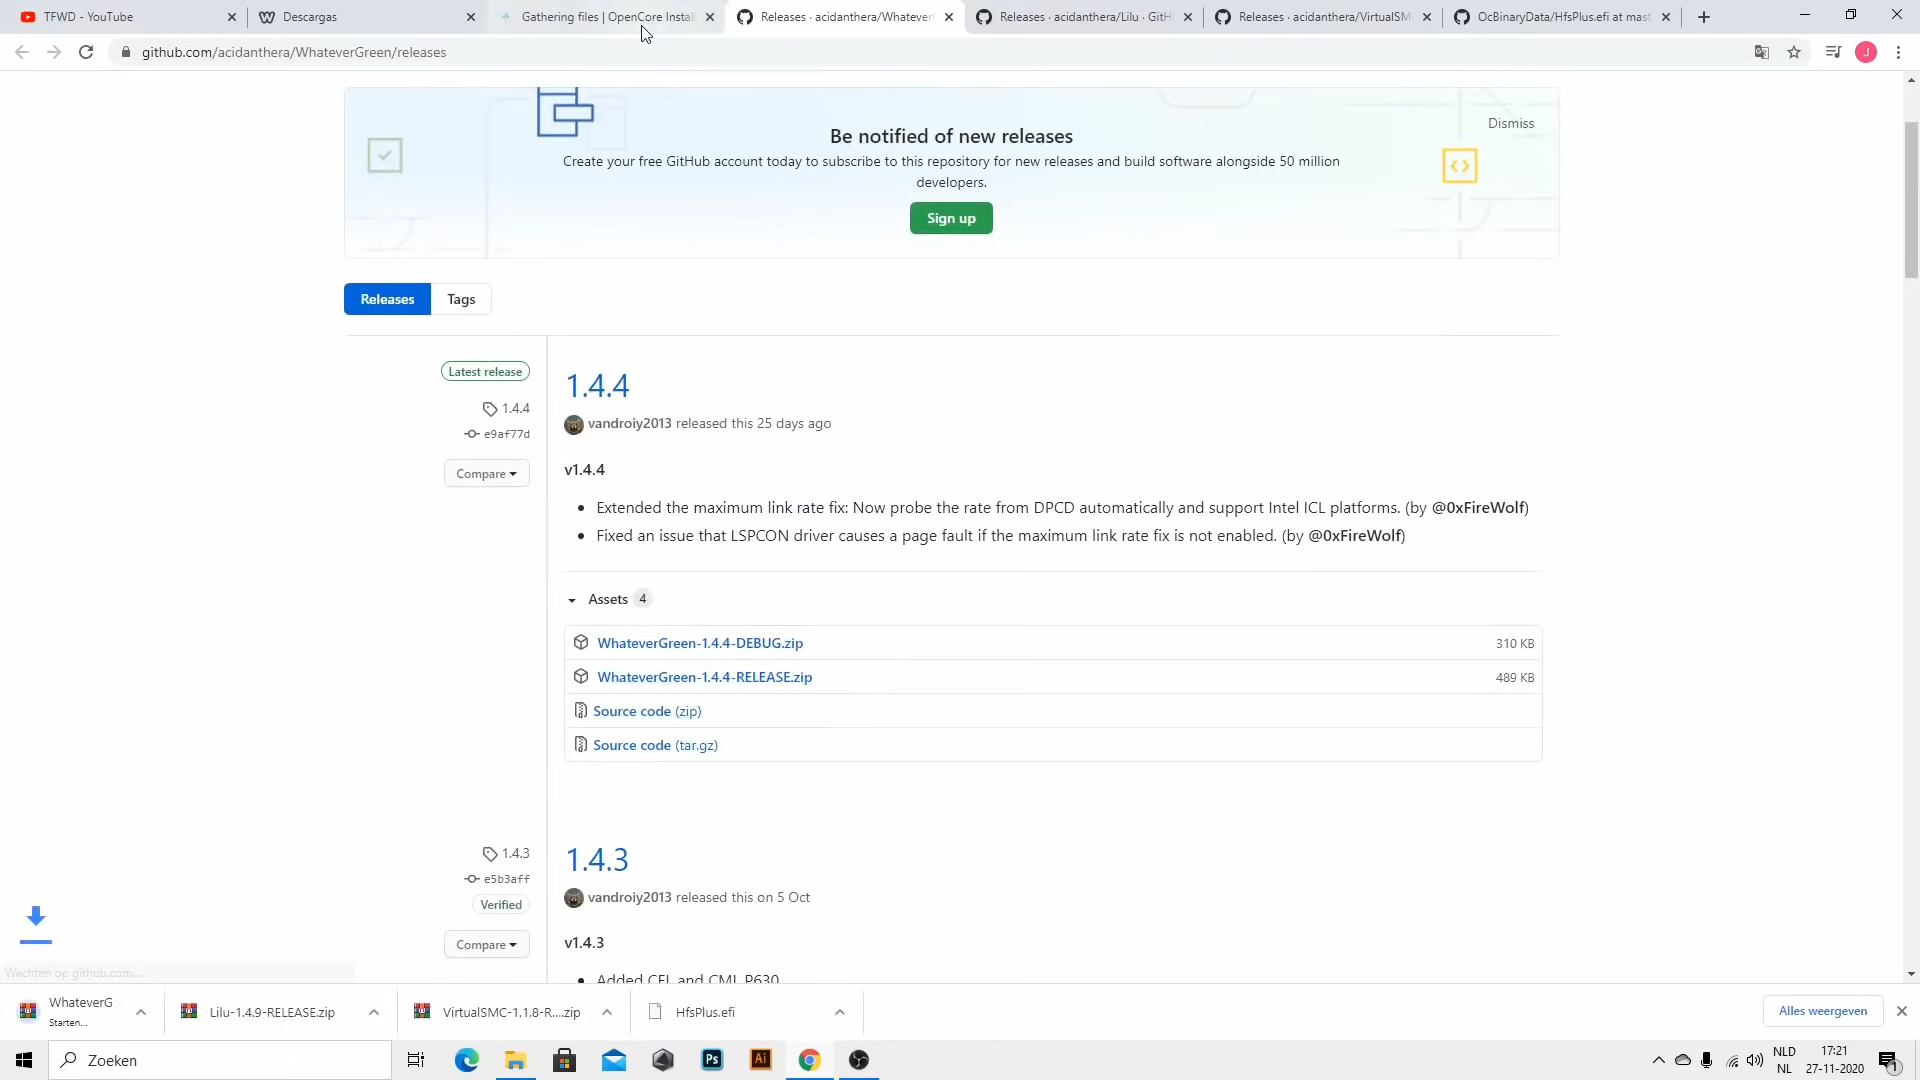 TFWD - YouTube
Descargas
Gathering files | OpenCore Install
Releases · acidanthera/Whatever
Releases · acidanthera/Lilu · GitH
Releases · acidanthera/VirtualSM
OcBinaryData/HfsPlus.efi at mast
github.com/acidanthera/WhateverGreen/releases
J
Be notified of new releases
Dismiss
Create your free GitHub account today to subscribe to this repository for new releases and build software alongside 50 million
developers.
Sign up
Releases
Tags
Latest release
1.4.4
e9af77d
Compare
1.4.4
vandroiy2013 released this 25 days ago
v1.4.4
Extended the maximum link rate fix: Now probe the rate from DPCD automatically and support Intel ICL platforms. (by @0xFireWolf)
Fixed an issue that LSPCON driver causes a page fault if the maximum link rate fix is not enabled. (by @0xFireWolf)
Assets 4
WhateverGreen-1.4.4-DEBUG.zip 310 KB
WhateverGreen-1.4.4-RELEASE.zip 489 KB
Source code (zip)
Source code (tar.gz)
1.4.3
e5b3aff
Verified
Compare
1.4.3
vandroiy2013 released this on 5 Oct
v1.4.3
Added CFL and CML P630
Wachten op github.com...
WhateverG
Starten...
Lilu-1.4.9-RELEASE.zip
VirtualSMC-1.1.8-R....zip
HfsPlus.efi
Alles weergeven
Zoeken
Ps
Ai
NLD
NL
17:21
27-11-2020
1